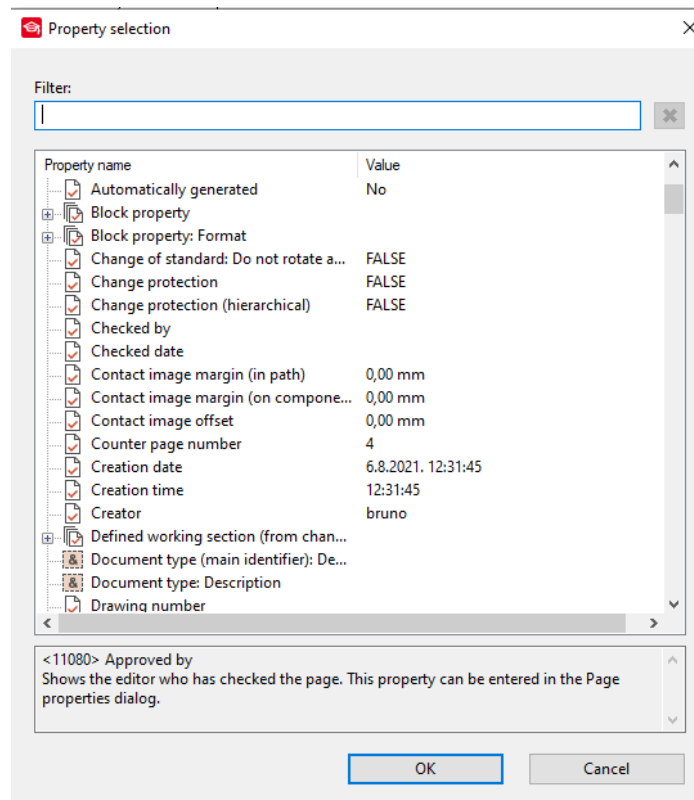 Property selection
Filter:
Property name Value
Automatically generated No
Block property
Block property: Format
Change of standard: Do not rotate a... FALSE
Change protection FALSE
Change protection (hierarchical) FALSE
Checked by
Checked date
Contact image margin (in path) 0,00 mm
Contact image margin (on compone... 0,00 mm
Contact image offset 0,00 mm
Counter page number 4
Creation date 6.8.2021. 12:31:45
Creation time 12:31:45
Creator bruno
Defined working section (from chan...
& Document type (main identifier): De...
& Document type: Description
Drawing number
<11080> Approved by
Shows the editor who has checked the page. This property can be entered in the Page
properties dialog.
OK Cancel